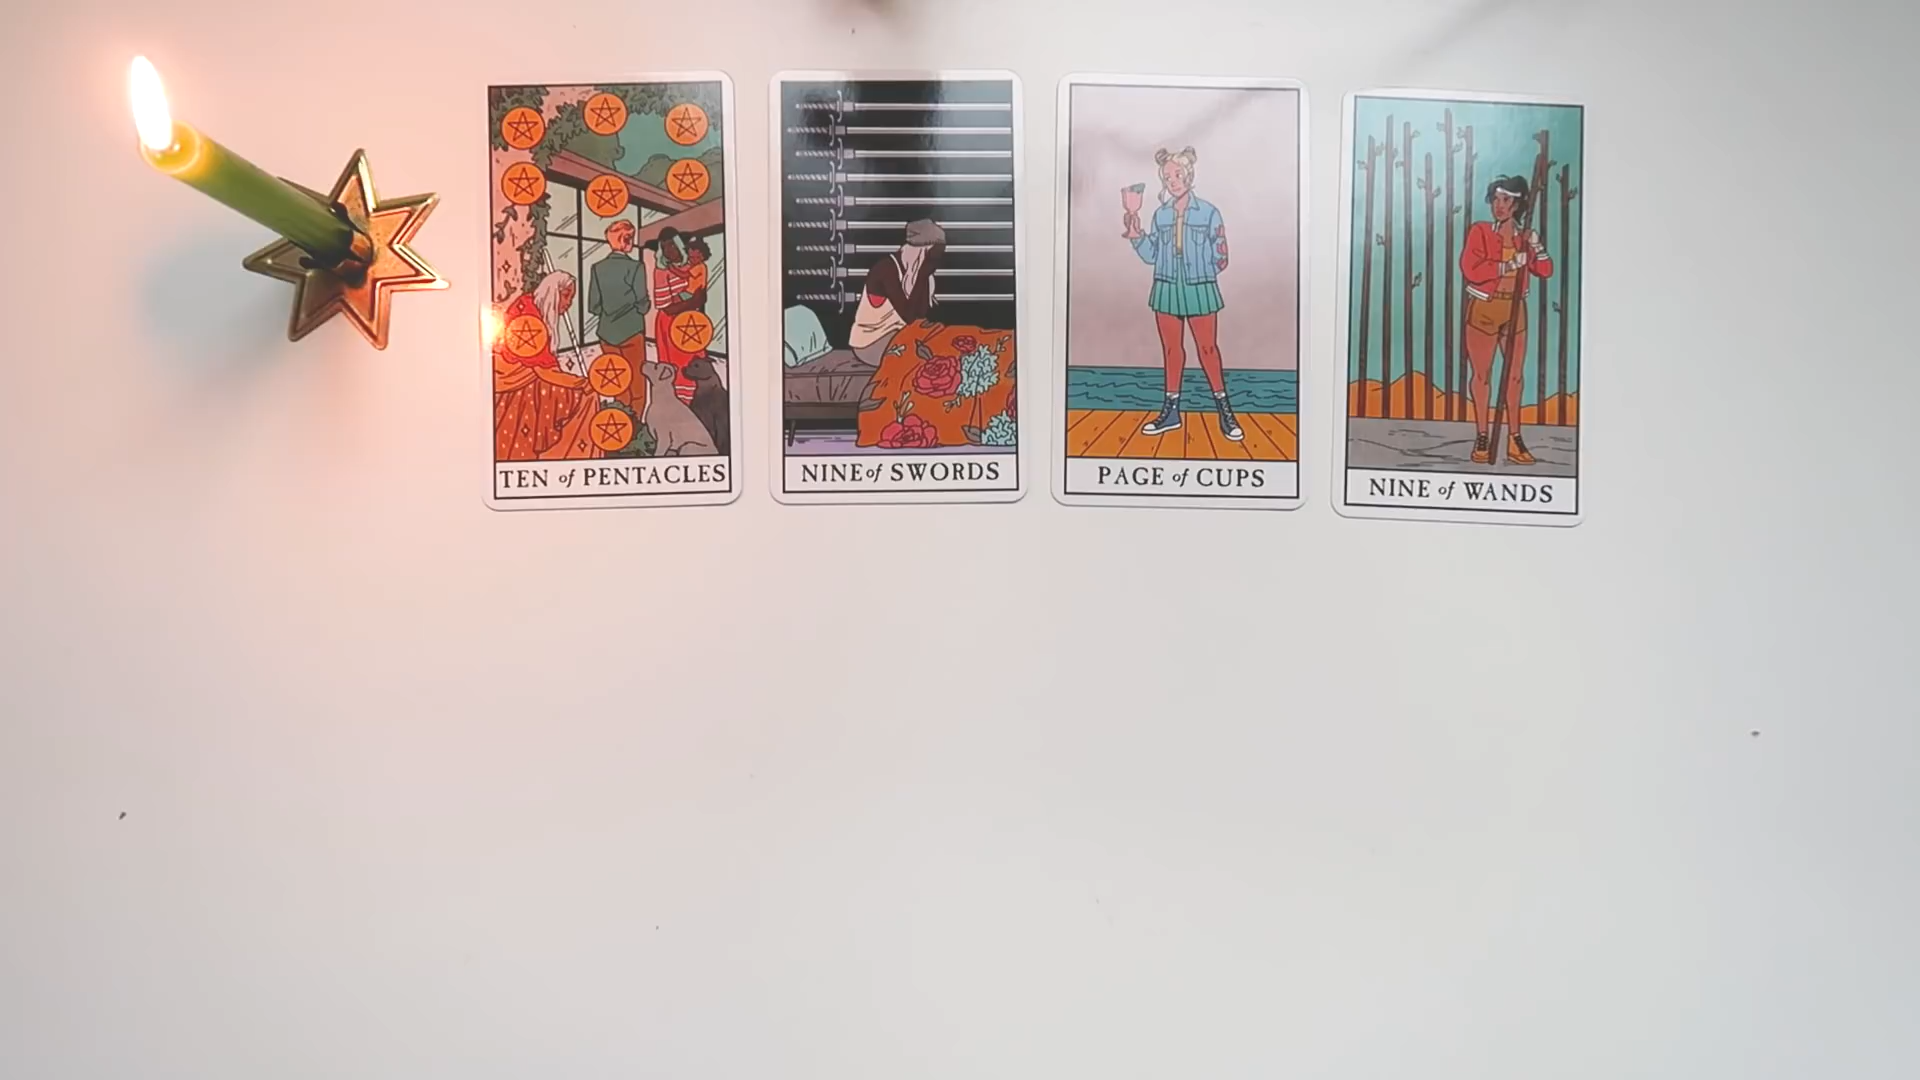 TEN of PENTACLES
NINE of SWORDS
PAGE of CUPS
NINE of WANDS